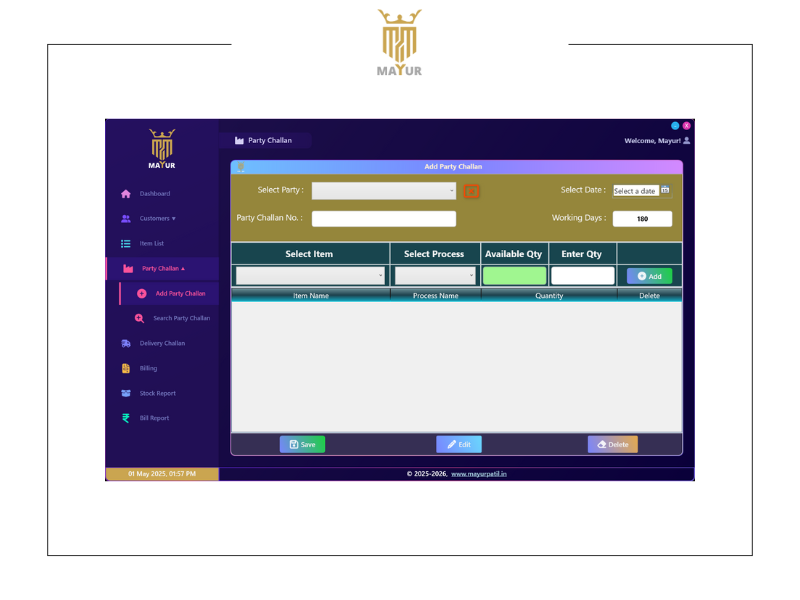 MAYUR
MAYUR
Party Challan
Welcome, Mayur!
Add Party Challan
Dashboard
Customers
Item List
Party Challan
Add Party Challan
Search Party Challan
Delivery Challan
Billing
Stock Report
Bill Report
Select Party :
Select Date :
Select a date
15
Party Challan No. :
Working Days :
180
Select Item
Select Process
Available Qty
Enter Qty
Add
Item Name
Process Name
Quantity
Delete
Save
Edit
Delete
01 May 2025, 01:57 PM
© 2025-2026, www.mayurpatil.in